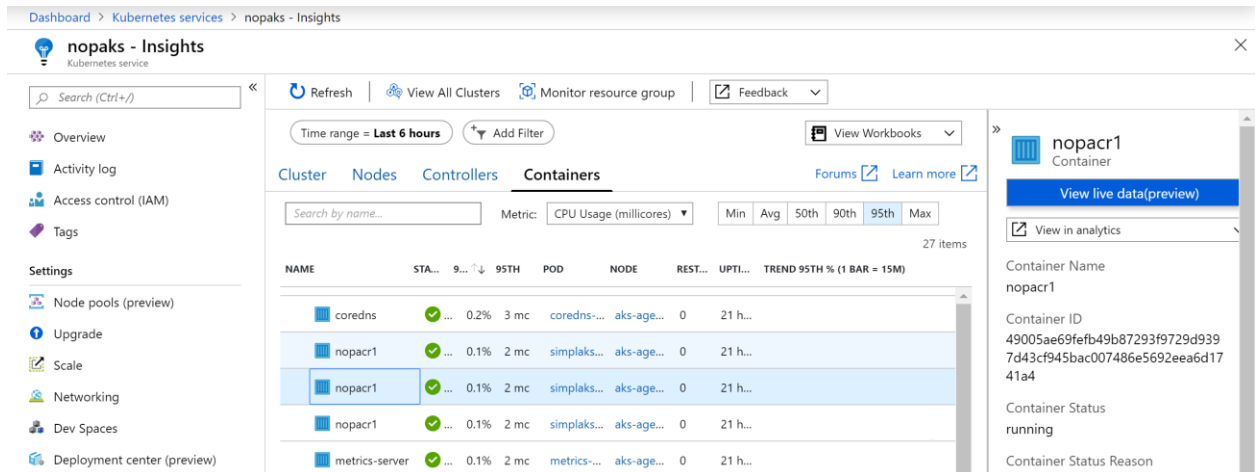 Dashboard > Kubernetes services > nopaks - Insights
nopaks - Insights
Kubernetes service
Search (Ctrl+/)
Overview
Activity log
Access control (IAM)
Tags
Settings
Node pools (preview)
Upgrade
Scale
Networking
Dev Spaces
Deployment center (preview)
Refresh View All Clusters Monitor resource group Feedback
Time range = Last 6 hours Add Filter View Workbooks
Cluster Nodes Controllers Containers Forums Learn more
Search by name... Metric: CPU Usage (millicores) Min Avg 50th 90th 95th Max
27 items
NAME STA... 9... 95TH POD NODE REST... UPTI... TREND 95TH % (1 BAR = 15M)
coredns ... 0.2% 3 mc coredns-... aks-age... 0 21 h...
nopacr1 ... 0.1% 2 mc simplaks... aks-age... 0 21 h...
nopacr1 ... 0.1% 2 mc simplaks... aks-age... 0 21 h...
nopacr1 ... 0.1% 2 mc simplaks... aks-age... 0 21 h...
metrics-server ... 0.1% 2 mc metrics-... aks-age... 0 21 h...
nopacr1
Container
View live data(preview)
View in analytics
Container Name
nopacr1
Container ID
49005ae69fefb49b87293f9729d939
7d43cf945bac007486e5692eea6d17
41a4
Container Status
running
Container Status Reason